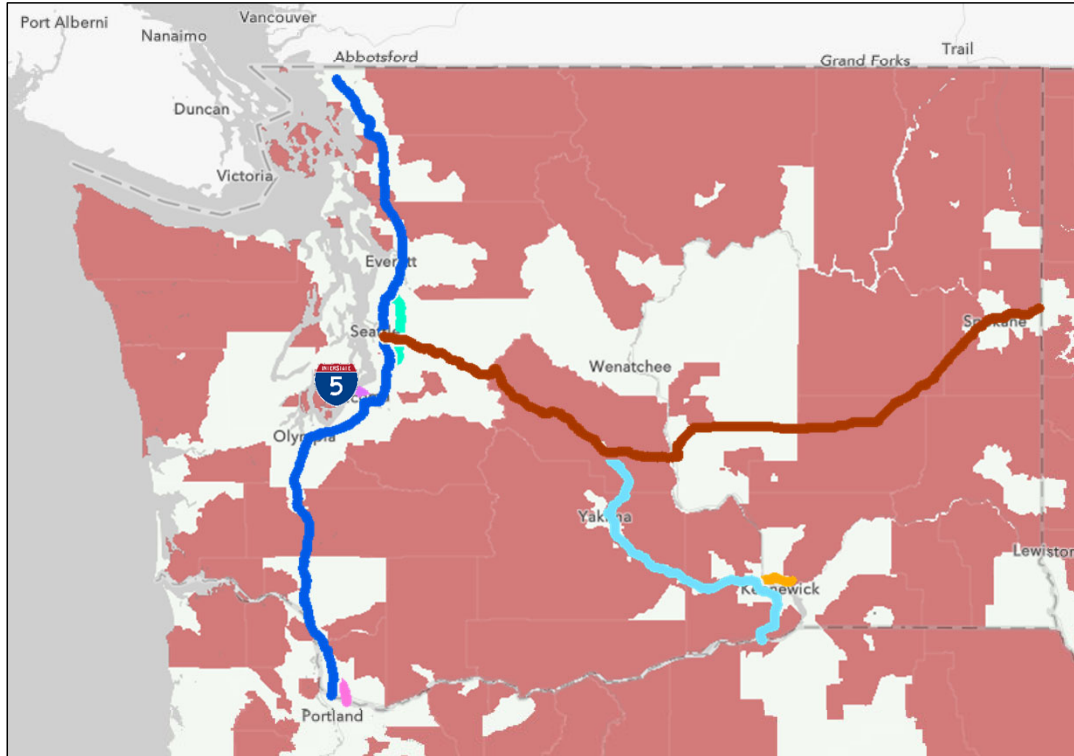 Vancouver
Port Alberni
Nanaimo
Trail
Abbotsford
Grand Forks
Duncan
Victoria
Everett
Spokane
Seattle
Wenatchee
INTERSTATE
5
Olympia
Yakima
Lewiston
Kennewick
Portland